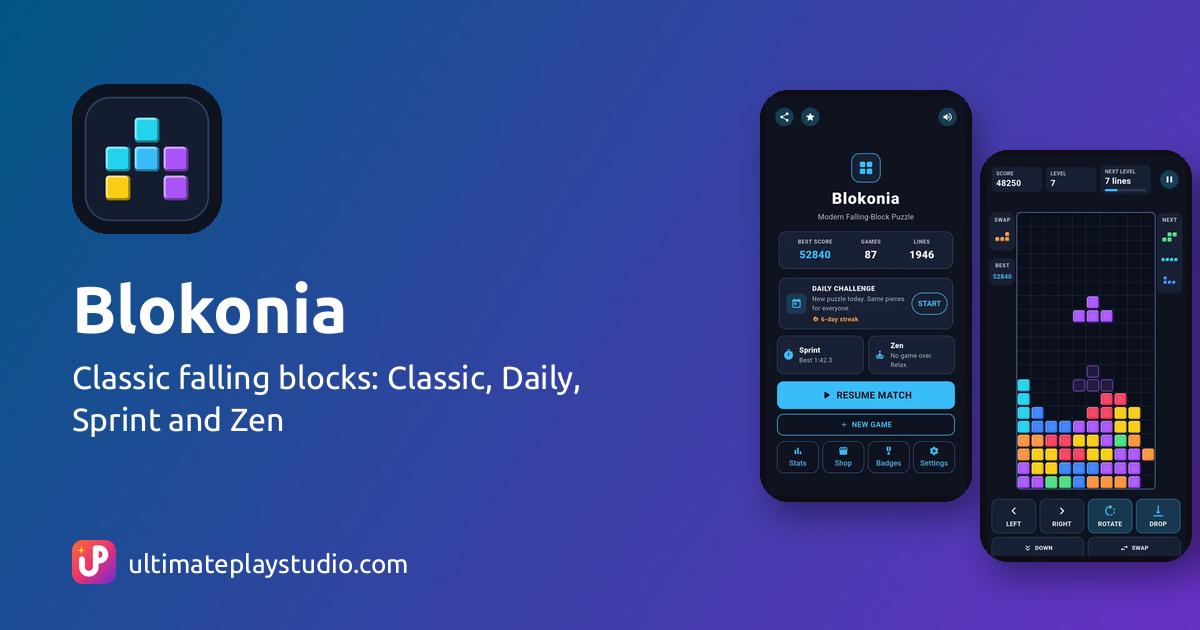 Blokonia
Classic falling blocks: Classic, Daily,
Sprint and Zen
UP
ultimateplaystudio.com
Blokonia
Modern Falling-Block Puzzle
BEST SCORE
52840
GAMES
87
LINES
1946
DAILY CHALLENGE
New puzzle today. Same pieces
for everyone.
6-day streak
START
Sprint
Best 1:42.3
Zen
No game over.
Relax.
RESUME MATCH
+ NEW GAME
Stats
Shop
Badges
Settings
SCORE
48250
LEVEL
7
NEXT LEVEL
7 lines
SWAP
BEST
52840
NEXT
LEFT
RIGHT
ROTATE
DROP
DOWN
SWAP